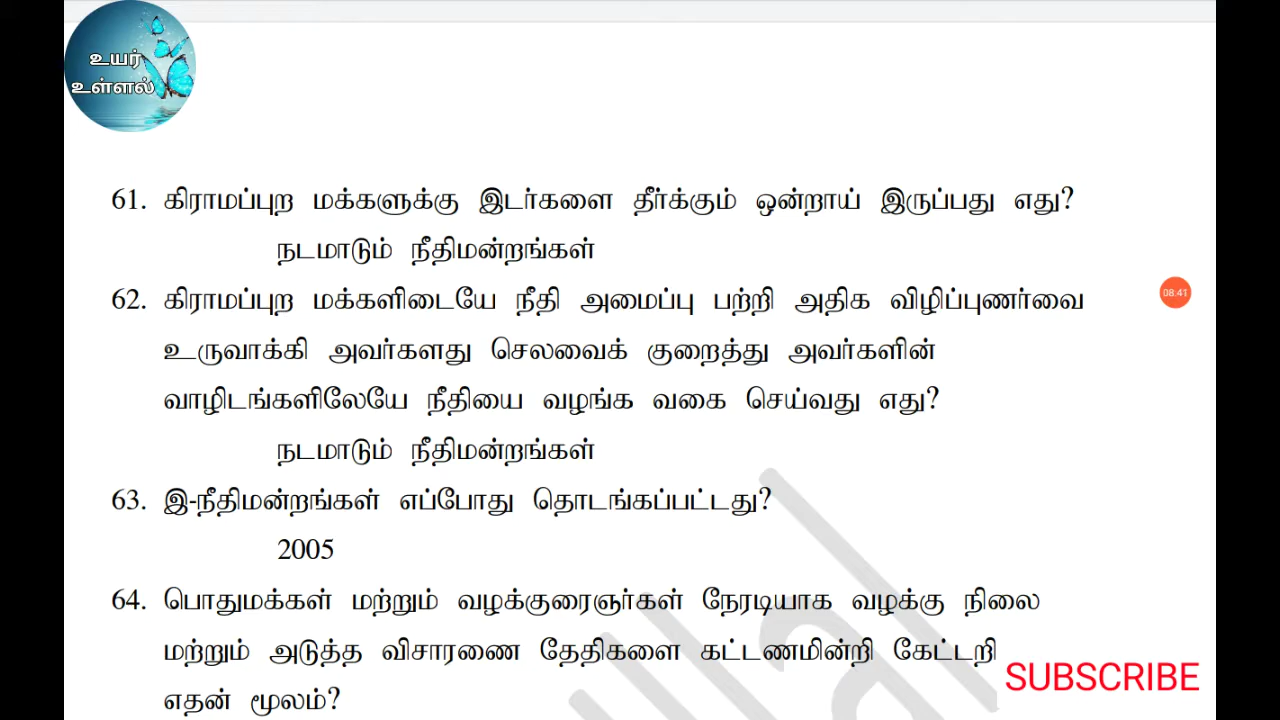 உயர்
உள்ளல்
61. கிராமப்புற மக்களுக்கு இடர்களை தீர்க்கும் ஒன்றாய் இருப்பது எது?
நடமாடும் நீதிமன்றங்கள்
62. கிராமப்புற மக்களிடையே நீதி அமைப்பு பற்றி அதிக விழிப்புணர்வை
08:41
உருவாக்கி அவர்களது செலவைக் குறைத்து அவர்களின்
வாழிடங்களிலேயே நீதியை வழங்க வகை செய்வது எது?
நடமாடும் நீதிமன்றங்கள்
63. இ-நீதிமன்றங்கள் எப்போது தொடங்கப்பட்டது?
2005
64. பொதுமக்கள் மற்றும் வழக்குரைஞர்கள் நேரடியாக வழக்கு நிலை
மற்றும் அடுத்த விசாரணை தேதிகளை கட்டணமின்றி கேட்டறி
SUBSCRIBE
எதன் மூலம்?